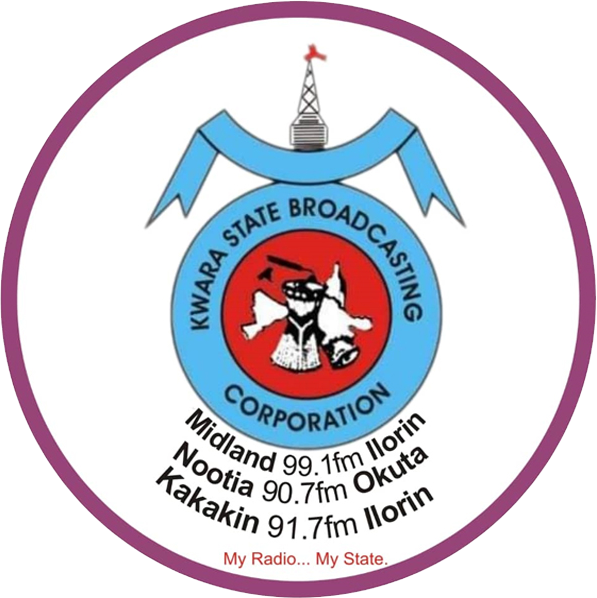 KWARA STATE BROADCASTING
CORPORATION
Midland 99.1fm Ilorin
Nootia 90.7fm Okuta
Kakakin 91.7fm Ilorin
My Radio... My State.